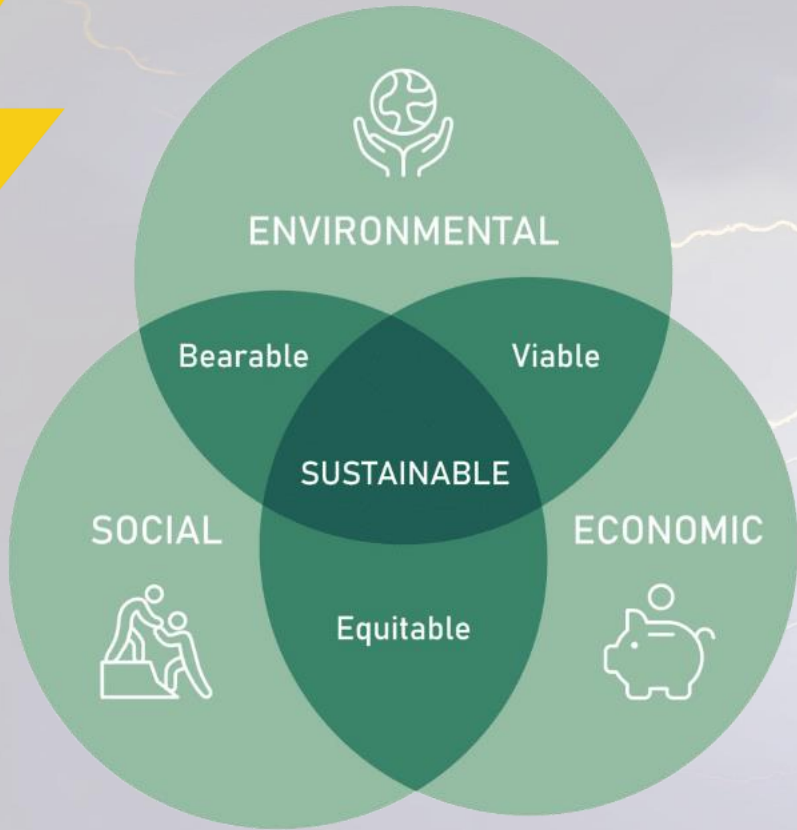 ENVIRONMENTAL
Bearable
Viable
SUSTAINABLE
SOCIAL
ECONOMIC
Equitable